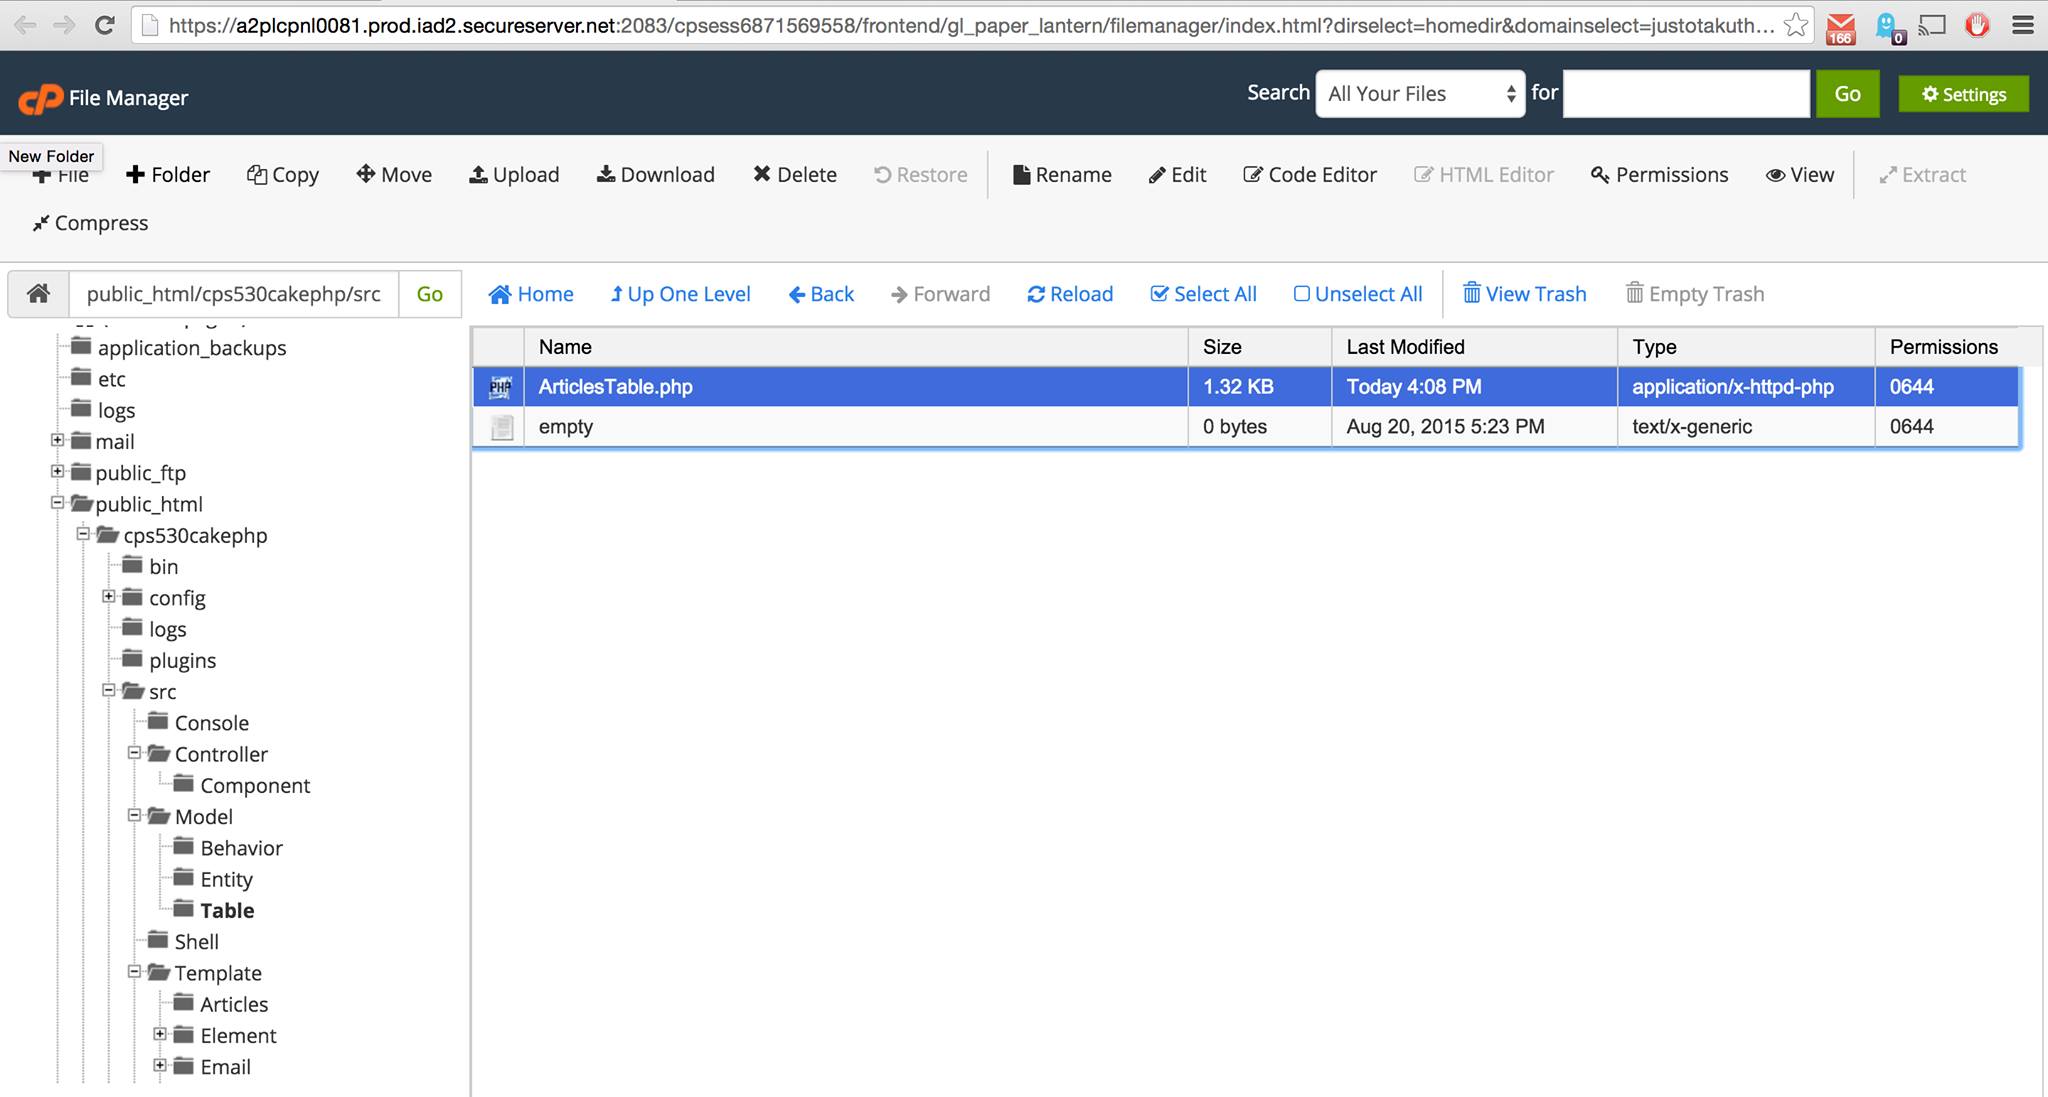 https://a2plcpnl0081.prod.iad2.secureserver.net:2083/cpsess6871569558/frontend/gl_paper_lantern/filemanager/index.html?dirselect=homedir&domainselect=justotakuth...
166
0
cP File Manager
Search All Your Files for Go Settings
New Folder
File Folder Copy Move Upload Download Delete Restore Rename Edit Code Editor HTML Editor Permissions View Extract
Compress
public_html/cps530cakephp/src Go Home Up One Level Back Forward Reload Select All Unselect All View Trash Empty Trash
application_backups
etc
logs
mail
public_ftp
public_html
cps530cakephp
bin
config
logs
plugins
src
Console
Controller
Component
Model
Behavior
Entity
Table
Shell
Template
Articles
Element
Email
Name Size Last Modified Type Permissions
PHP ArticlesTable.php 1.32 KB Today 4:08 PM application/x-httpd-php 0644
empty 0 bytes Aug 20, 2015 5:23 PM text/x-generic 0644